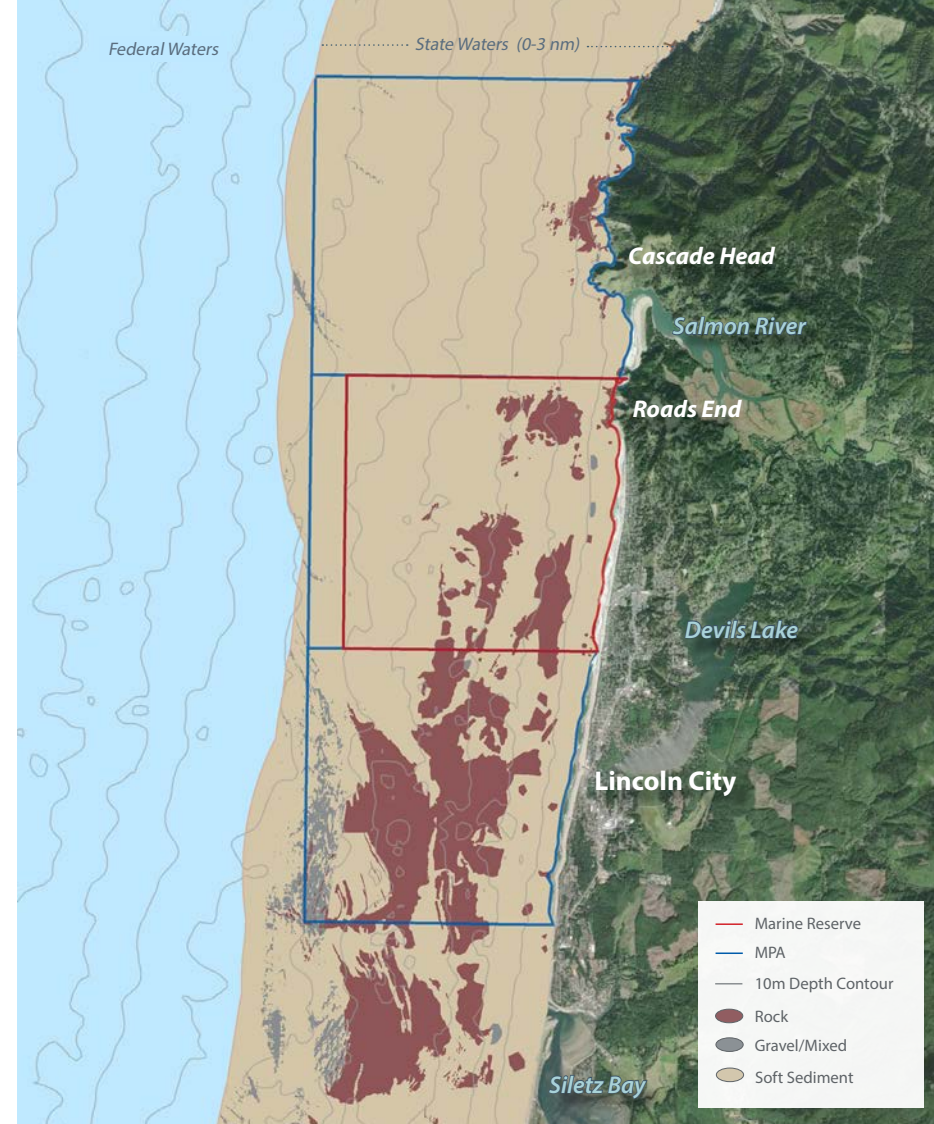 Federal Waters
State Waters (0-3 nm)
Cascade Head
Salmon River
Roads End
Devils Lake
Lincoln City
Siletz Bay
Marine Reserve
MPA
10m Depth Contour
Rock
Gravel/Mixed
Soft Sediment